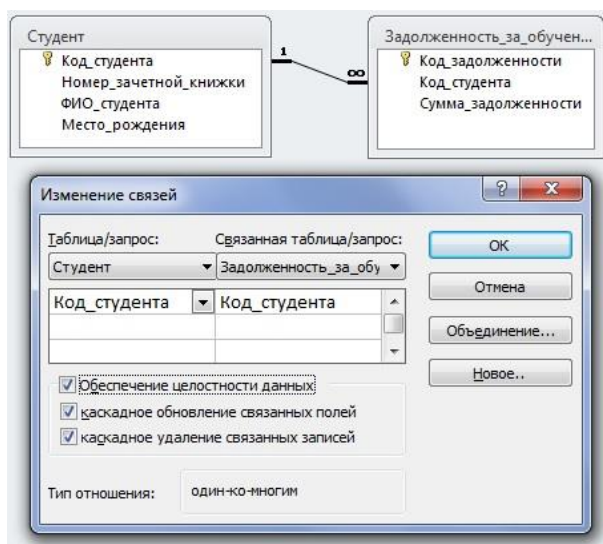 Студент
Код_студента
Номер_зачетной_книжки
ФИО_студента
Место_рождения
1
∞
Задолженность_за_обучен...
Код_задолженности
Код_студента
Сумма_задолженности
Изменение связей
?
X
Таблица/запрос:
Связанная таблица/запрос:
Студент
Задолженность_за_обу
Код_студента
Код_студента
Обеспечение целостности данных
каскадное обновление связанных полей
каскадное удаление связанных записей
Тип отношения:
один-ко-многим
ОК
Отмена
Объединение...
Новое..